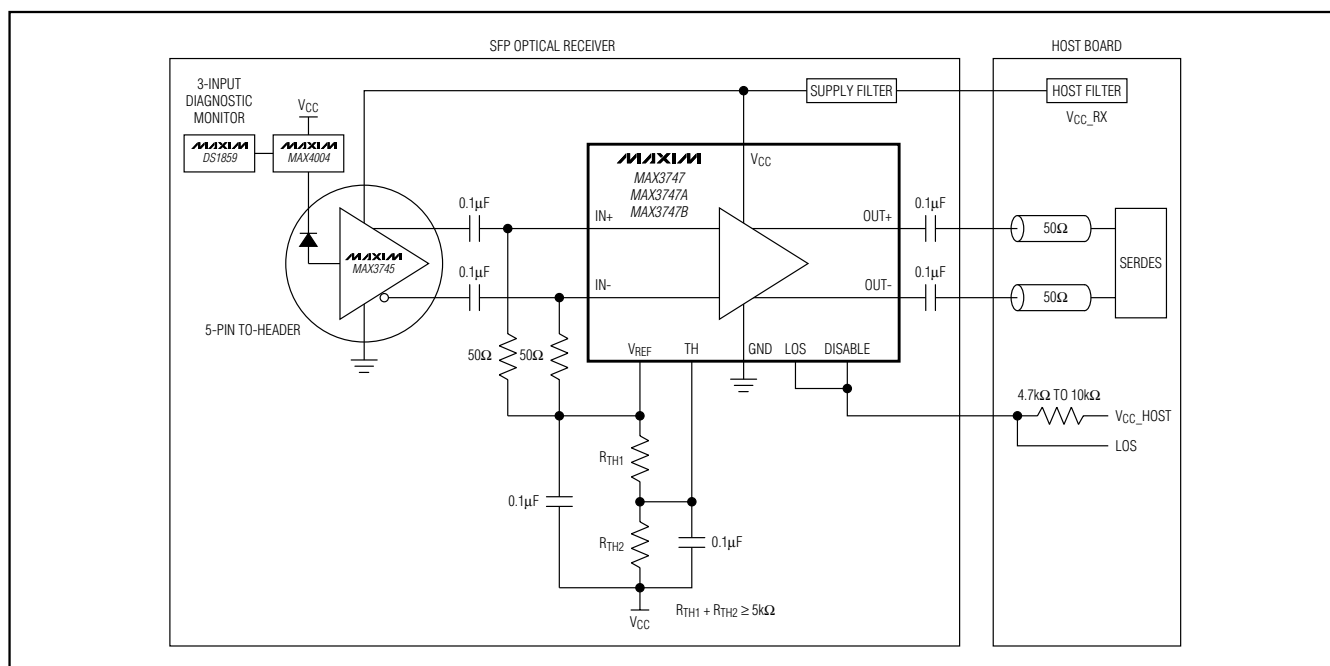 SFP OPTICAL RECEIVER
HOST BOARD
3-INPUT
DIAGNOSTIC
MONITOR
VCC
SUPPLY FILTER
HOST FILTER
VCC_RX
MAXIM
DS1859
MAXIM
MAX4004
MAXIM
MAX3747
MAX3747A
MAX3747B
VCC
0.1µF
IN+
OUT+
0.1µF
50Ω
MAXIM
MAX3745
SERDES
0.1µF
IN-
OUT-
0.1µF
50Ω
5-PIN TO-HEADER
50Ω
50Ω
VREF
TH
GND
LOS
DISABLE
4.7kΩ TO 10kΩ
VCC_HOST
LOS
RTH1
0.1µF
RTH2
0.1µF
VCC
RTH1 + RTH2 ≥ 5kΩ